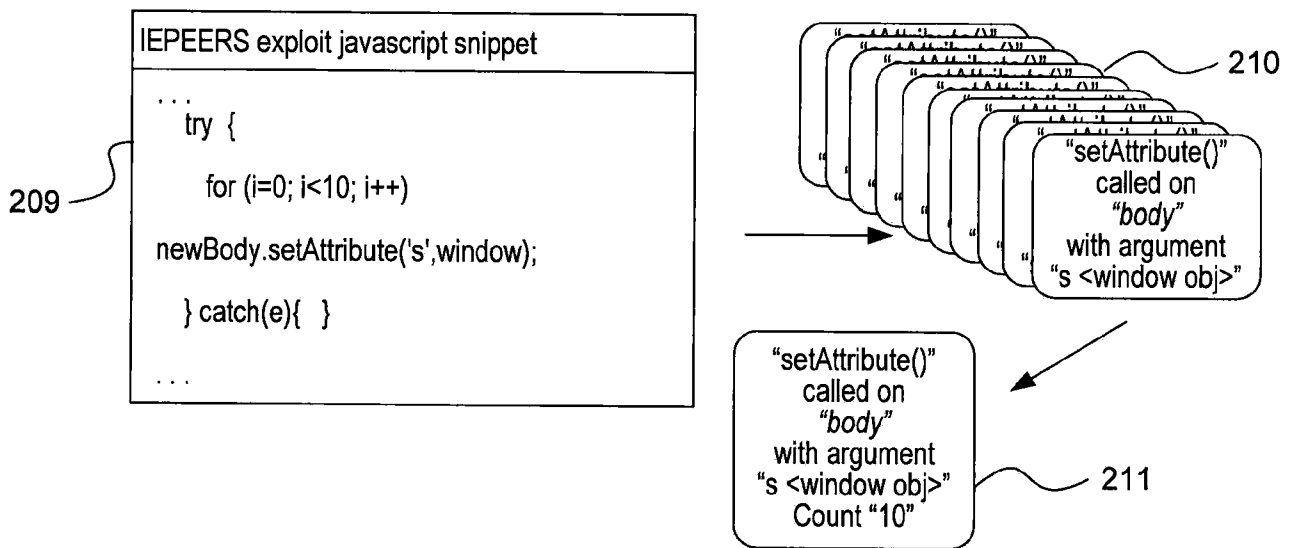 IEPEERS exploit javascript snippet
. . .
try {
for (i=0; i<10; i++)
newBody.setAttribute('s',window);
} catch(e){ }
. . .
209
210
“setAttribute()”
called on
“body”
with argument
“s <window obj>”
“setAttribute()”
called on
“body”
with argument
“s <window obj>”
Count “10”
211